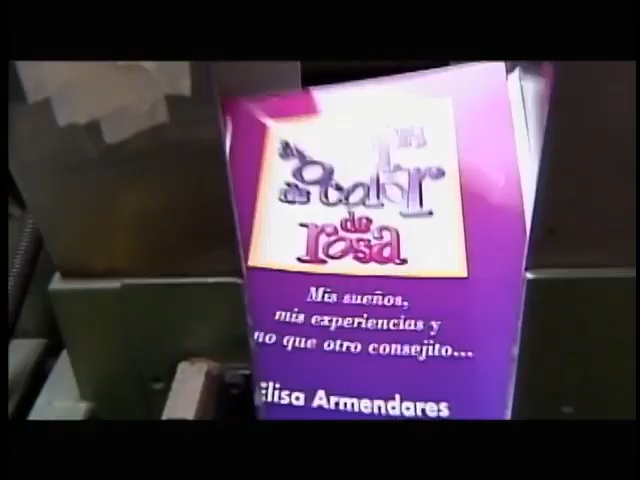 color
de
rosa
Mis sueños,
mis experiencias y
no que otro consejito...
Elisa Armendares